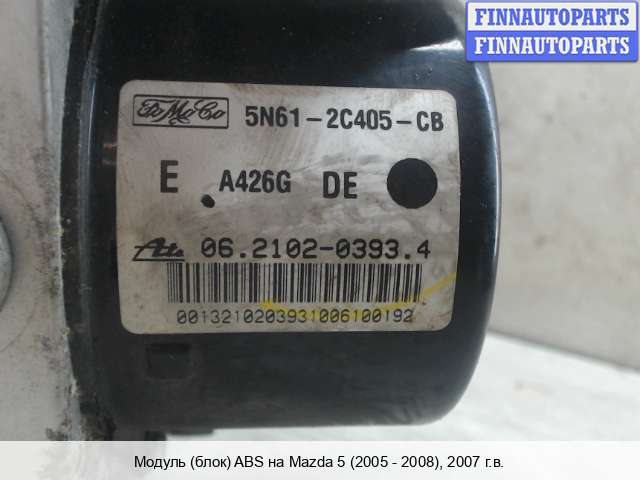 FINNAUTOPARTS
FINNAUTOPARTS
FoMoCo 5N61-2C405-CB
E A426G DE
Ate 06.2102-0393.4
0013210203931006100192
Модуль (блок) ABS на Mazda 5 (2005 - 2008), 2007 г.в.